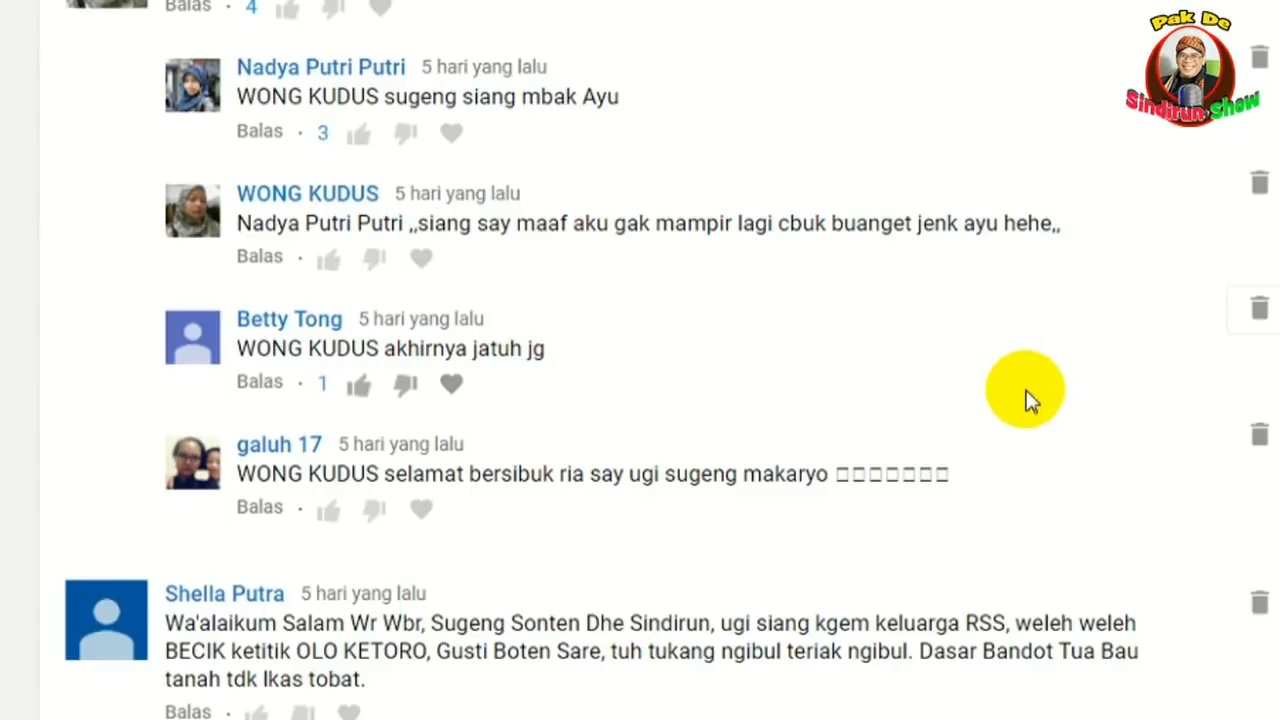 Balas · 4
Pak De
Sindirun Show
Nadya Putri Putri 5 hari yang lalu
WONG KUDUS sugeng siang mbak Ayu
Balas · 3
WONG KUDUS 5 hari yang lalu
Nadya Putri Putri ,,siang say maaf aku gak mampir lagi cbuk buanget jenk ayu hehe,,
Balas ·
Betty Tong 5 hari yang lalu
WONG KUDUS akhirnya jatuh jg
Balas · 1
galuh 17 5 hari yang lalu
WONG KUDUS selamat bersibuk ria say ugi sugeng makaryo □□□□□□□
Balas ·
Shella Putra 5 hari yang lalu
Wa'alaikum Salam Wr Wbr, Sugeng Sonten Dhe Sindirun, ugi siang kgem keluarga RSS, weleh weleh
BECIK ketitik OLO KETORO, Gusti Boten Sare, tuh tukang ngibul teriak ngibul. Dasar Bandot Tua Bau
tanah tdk Ikas tobat.
Balas ·